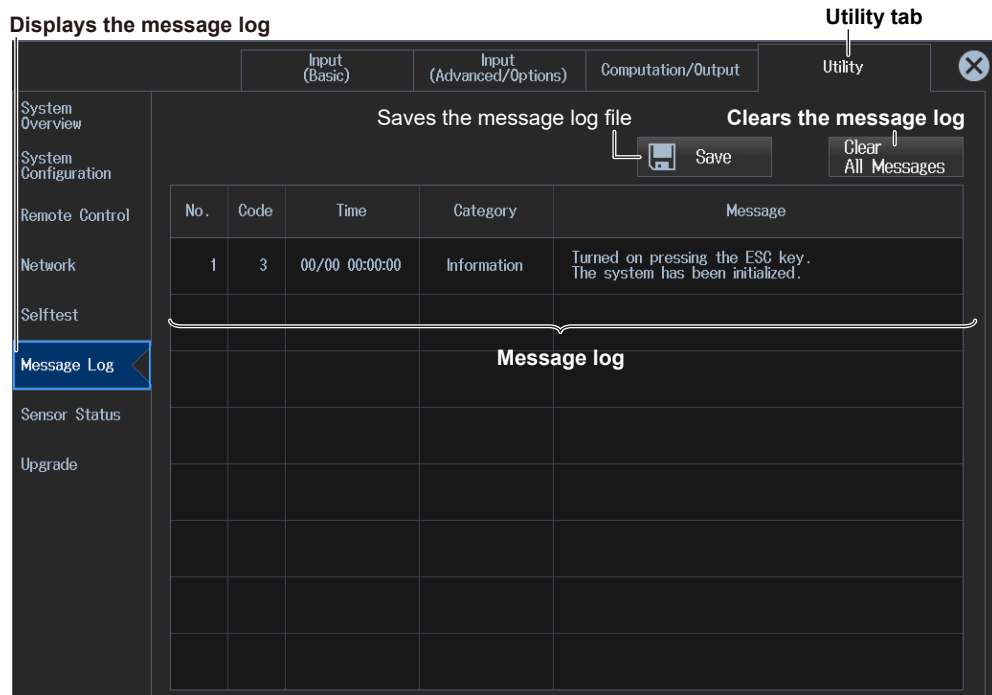 Displays the message log
Utility tab
Input
(Basic)
Input
(Advanced/Options)
Computation/Output
Utility
System
Overview
System
Configuration
Remote Control
Network
Selftest
Message Log
Sensor Status
Upgrade
Saves the message log file
Clears the message log
Save
Clear
All Messages
No. Code Time Category Message
1 3 00/00 00:00:00 Information Turned on pressing the ESC key.
The system has been initialized.
Message log